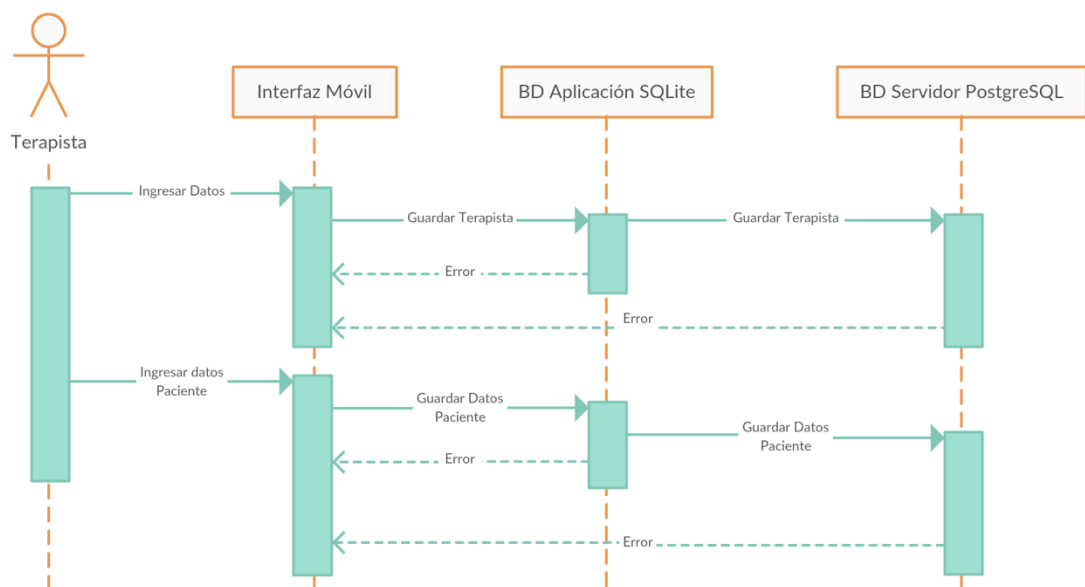 Terapista
Interfaz Móvil
BD Aplicación SQLite
BD Servidor PostgreSQL
Ingresar Datos
Guardar Terapista
Guardar Terapista
Error
Error
Ingresar datos
Paciente
Guardar Datos
Paciente
Guardar Datos
Paciente
Error
Error